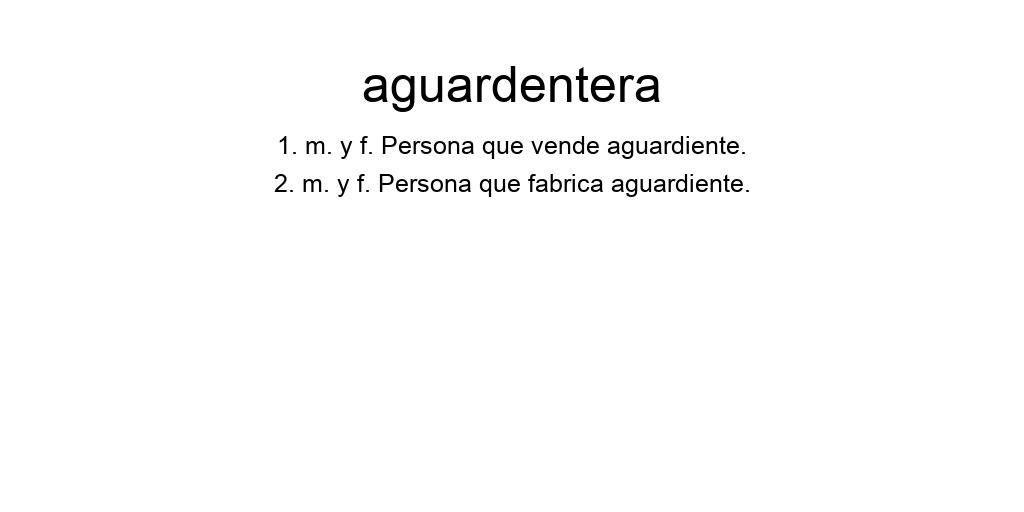 aguardentera
1. m. y f. Persona que vende aguardiente.
2. m. y f. Persona que fabrica aguardiente.